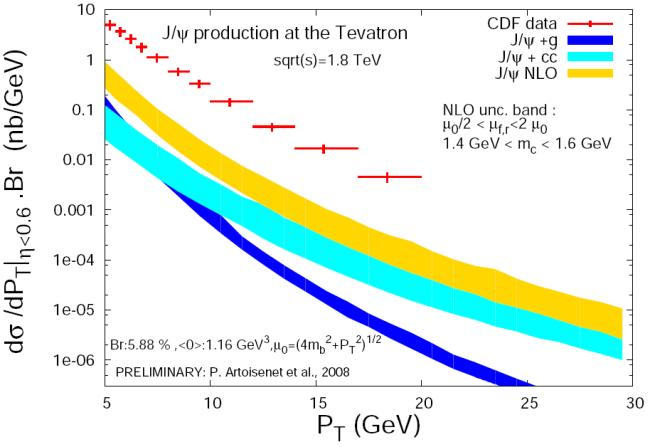 J/ψ production at the Tevatron
sqrt(s)=1.8 TeV
CDF data
J/ψ +g
J/ψ + cc
J/ψ NLO
NLO unc. band :
μ₀/2 < μf,r<2 μ₀
1.4 GeV < mc < 1.6 GeV
dσ/dPT|η<0.6 .Br (nb/GeV)
10
1
0.1
0.01
0.001
1e-04
1e-05
1e-06
Br:5.88 % ,<0>:1.16 GeV³,μ₀=(4mb²+PT²)1/2
PRELIMINARY: P. Artoisenet et al., 2008
5
10
15
20
25
30
PT (GeV)